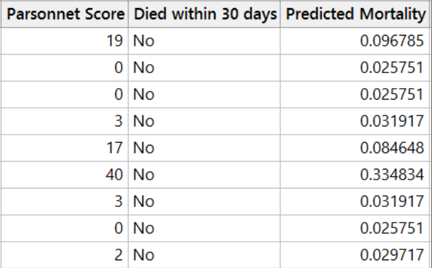 Parsonnet Score Died within 30 days Predicted Mortality
19 No 0.096785
0 No 0.025751
0 No 0.025751
3 No 0.031917
17 No 0.084648
40 No 0.334834
3 No 0.031917
0 No 0.025751
2 No 0.029717